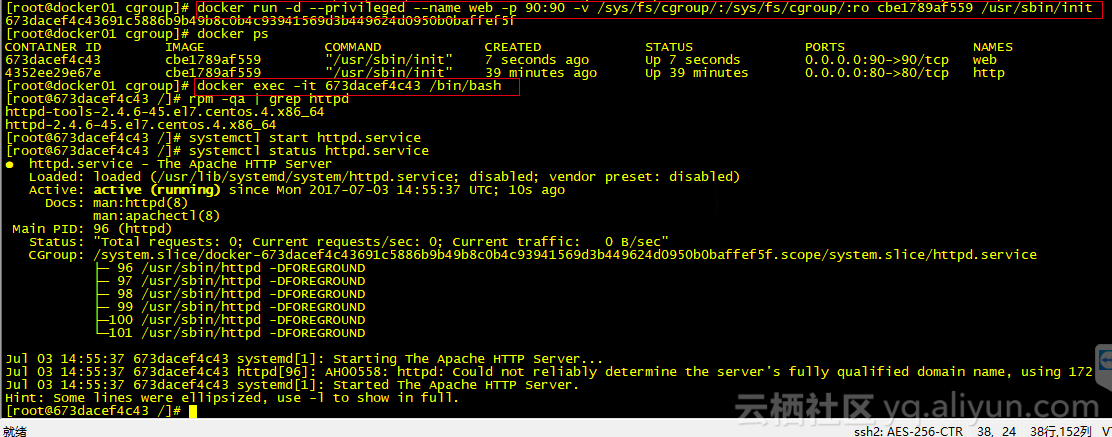 [root@docker01 cgroup]# docker run -d --privileged --name web -p 90:90 -v /sys/fs/cgroup/:/sys/fs/cgroup/:ro cbe1789af559 /usr/sbin/init
673dacef4c43691c5886b9b49b8c0b4c93941569d3b449624d0950b0baffef5f
[root@docker01 cgroup]# docker ps
CONTAINER ID IMAGE COMMAND CREATED STATUS PORTS NAMES
673dacef4c43 cbe1789af559 "/usr/sbin/init" 7 seconds ago Up 7 seconds 0.0.0.0:90->90/tcp web
4352ee29e67e cbe1789af559 "/usr/sbin/init" 39 minutes ago Up 39 minutes 0.0.0.0:80->80/tcp http
[root@docker01 cgroup]# docker exec -it 673dacef4c43 /bin/bash
[root@673dacef4c43 /]# rpm -qa | grep httpd
httpd-tools-2.4.6-45.el7.centos.4.x86_64
httpd-2.4.6-45.el7.centos.4.x86_64
[root@673dacef4c43 /]# systemctl start httpd.service
[root@673dacef4c43 /]# systemctl status httpd.service
● httpd.service - The Apache HTTP Server
Loaded: loaded (/usr/lib/systemd/system/httpd.service; disabled; vendor preset: disabled)
Active: active (running) since Mon 2017-07-03 14:55:37 UTC; 10s ago
Docs: man:httpd(8)
man:apachectl(8)
Main PID: 96 (httpd)
Status: "Total requests: 0; Current requests/sec: 0; Current traffic: 0 B/sec"
CGroup: /system.slice/docker-673dacef4c43691c5886b9b49b8c0b4c93941569d3b449624d0950b0baffef5f.scope/system.slice/httpd.service
├─ 96 /usr/sbin/httpd -DFOREGROUND
├─ 97 /usr/sbin/httpd -DFOREGROUND
├─ 98 /usr/sbin/httpd -DFOREGROUND
├─ 99 /usr/sbin/httpd -DFOREGROUND
├─100 /usr/sbin/httpd -DFOREGROUND
└─101 /usr/sbin/httpd -DFOREGROUND
Jul 03 14:55:37 673dacef4c43 systemd[1]: Starting The Apache HTTP Server...
Jul 03 14:55:37 673dacef4c43 httpd[96]: AH00558: httpd: Could not reliably determine the server's fully qualified domain name, using 172
Jul 03 14:55:37 673dacef4c43 systemd[1]: Started The Apache HTTP Server.
Hint: Some lines were ellipsized, use -l to show in full.
[root@673dacef4c43 /]#
云栖社区 yq.aliyun.com
就绪 ssh2: AES-256-CTR 38, 24 38行,152列 V